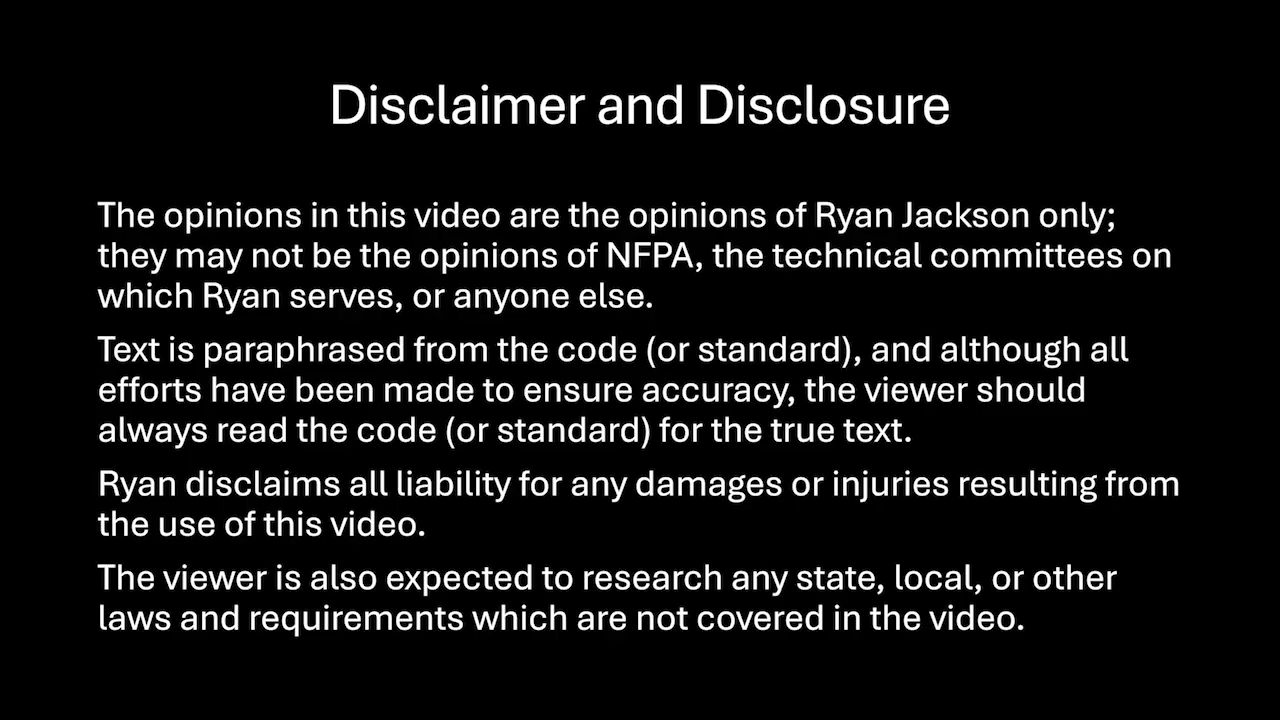 Disclaimer and Disclosure
The opinions in this video are the opinions of Ryan Jackson only;
they may not be the opinions of NFPA, the technical committees on
which Ryan serves, or anyone else.
Text is paraphrased from the code (or standard), and although all
efforts have been made to ensure accuracy, the viewer should
always read the code (or standard) for the true text.
Ryan disclaims all liability for any damages or injuries resulting from
the use of this video.
The viewer is also expected to research any state, local, or other
laws and requirements which are not covered in the video.